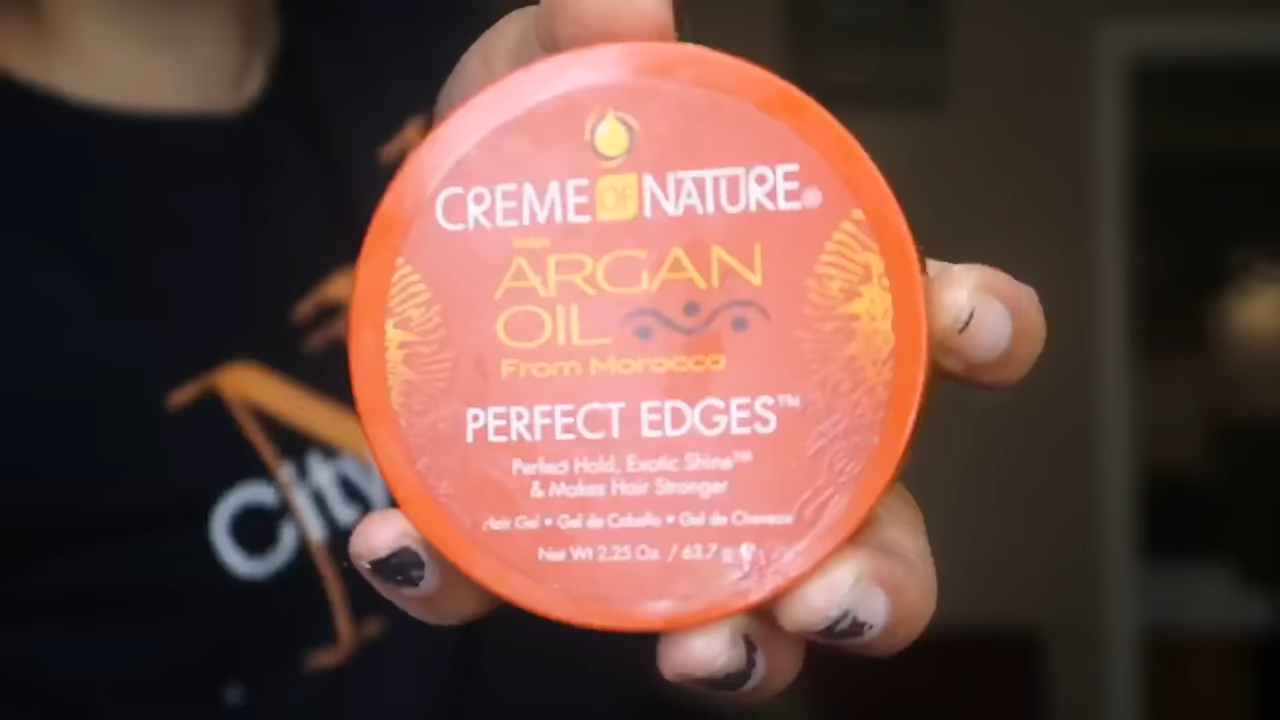 CREME OF NATURE®
WITH
ARGAN
OIL
From Morocco
PERFECT EDGES™
Perfect Hold, Exotic Shine™
& Makes Hair Stronger
Hair Gel • Gel de Cabello • Gel de Cheveux
Net Wt 2.25 Oz. / 63.7 g
City